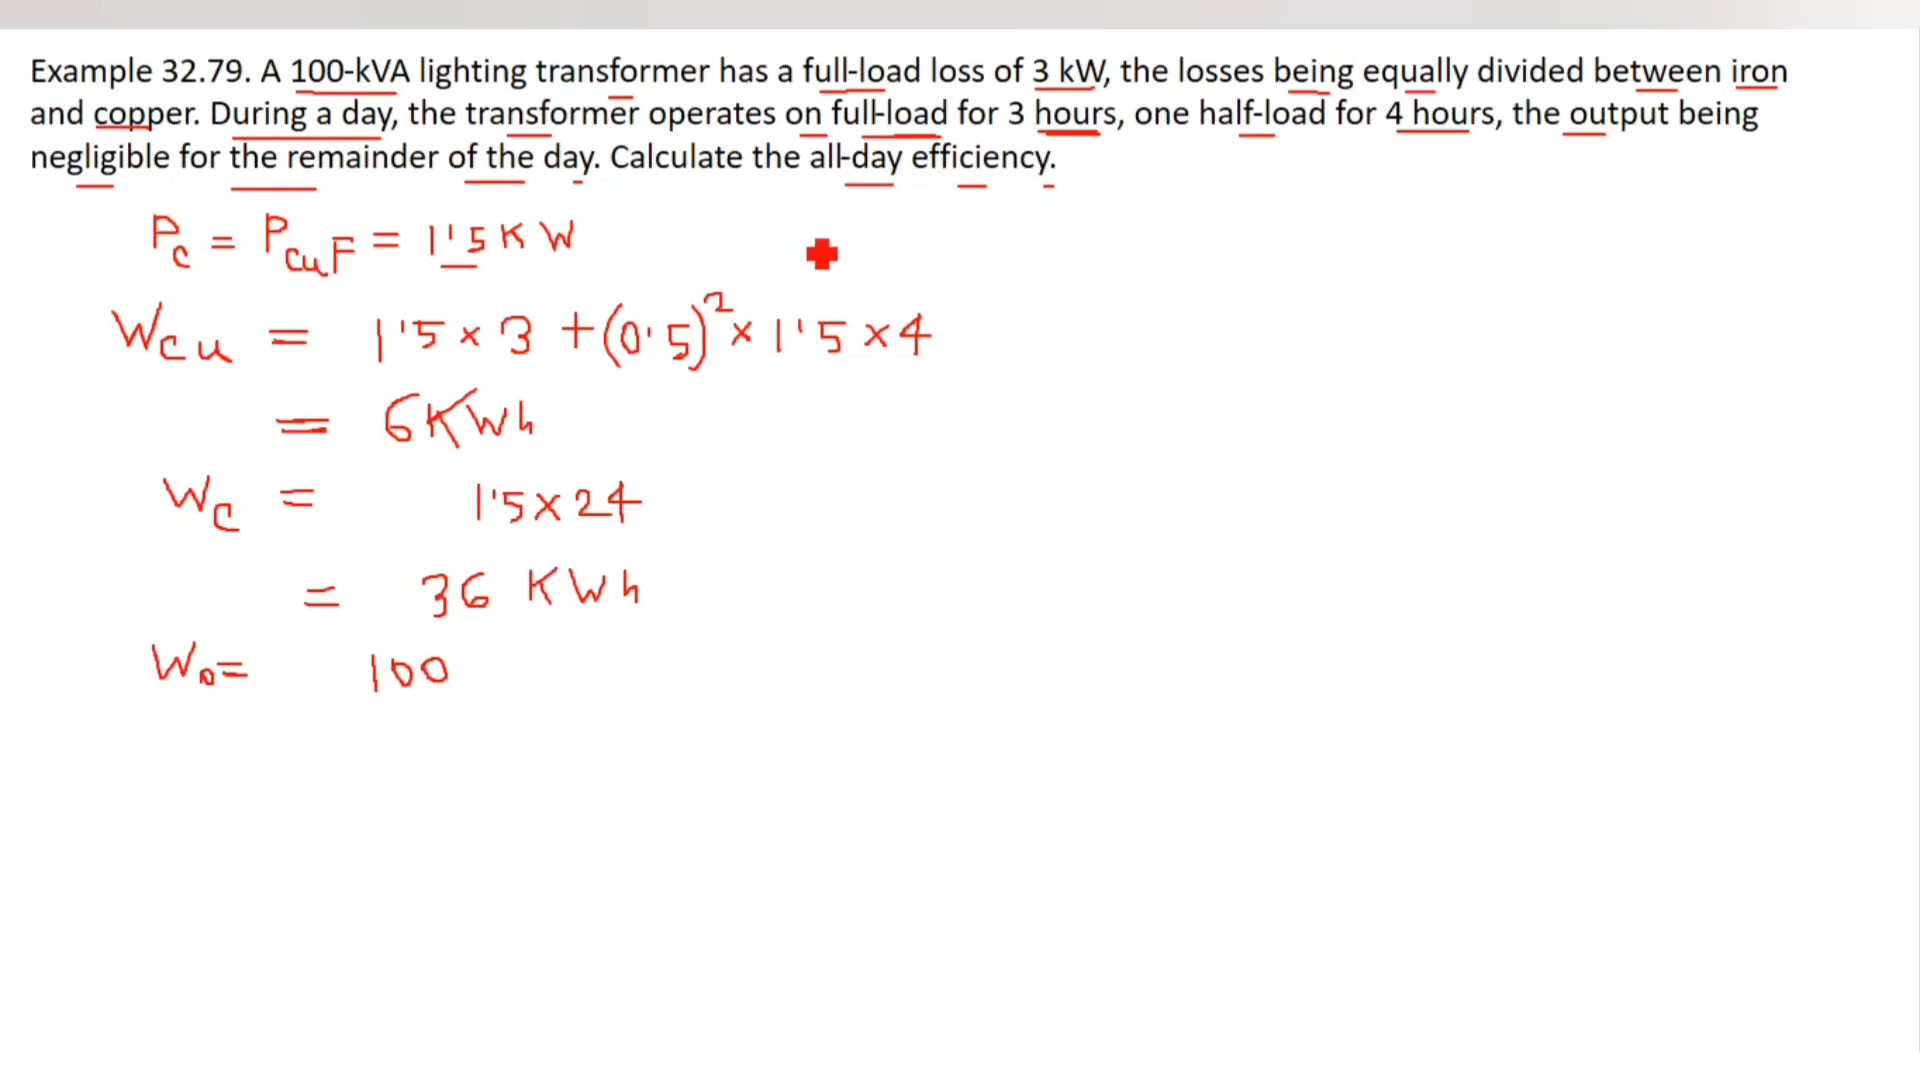 Example 32.79. A 100-kVA lighting transformer has a full-load loss of 3 kW, the losses being equally divided between iron
and copper. During a day, the transformer operates on full-load for 3 hours, one half-load for 4 hours, the output being
negligible for the remainder of the day. Calculate the all-day efficiency.
Pc = PcuF = 1'5 KW
Wcu = 1'5 × 3 + (0.5)² × 1'5 × 4
= 6 KWh
Wc = 1'5 × 24
= 36 KWh
Wo = 100